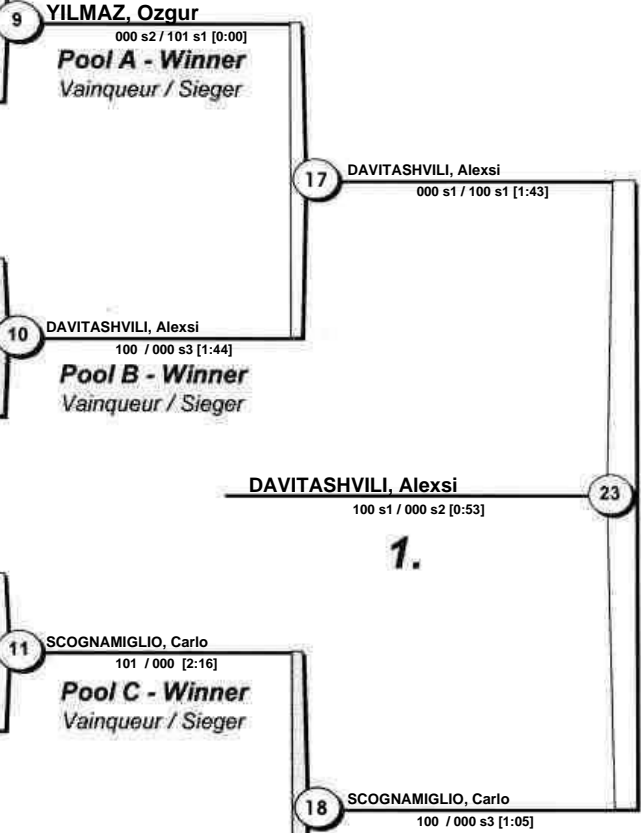 9
YILMAZ, Ozgur
000 s2 / 101 s1 [0:00]
Pool A - Winner
Vainqueur / Sieger
17
DAVITASHVILI, Alexsi
000 s1 / 100 s1 [1:43]
10
DAVITASHVILI, Alexsi
100 / 000 s3 [1:44]
Pool B - Winner
Vainqueur / Sieger
DAVITASHVILI, Alexsi
23
100 s1 / 000 s2 [0:53]
1.
11
SCOGNAMIGLIO, Carlo
101 / 000 [2:16]
Pool C - Winner
Vainqueur / Sieger
18
SCOGNAMIGLIO, Carlo
100 / 000 s3 [1:05]